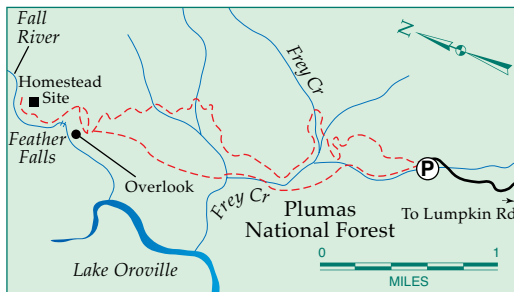 Fall
River
Homestead
Site
Feather
Falls
Overlook
Frey Cr
N
Frey Cr
P
To Lumpkin Rd
Plumas
National Forest
Lake Oroville
0 1
MILES